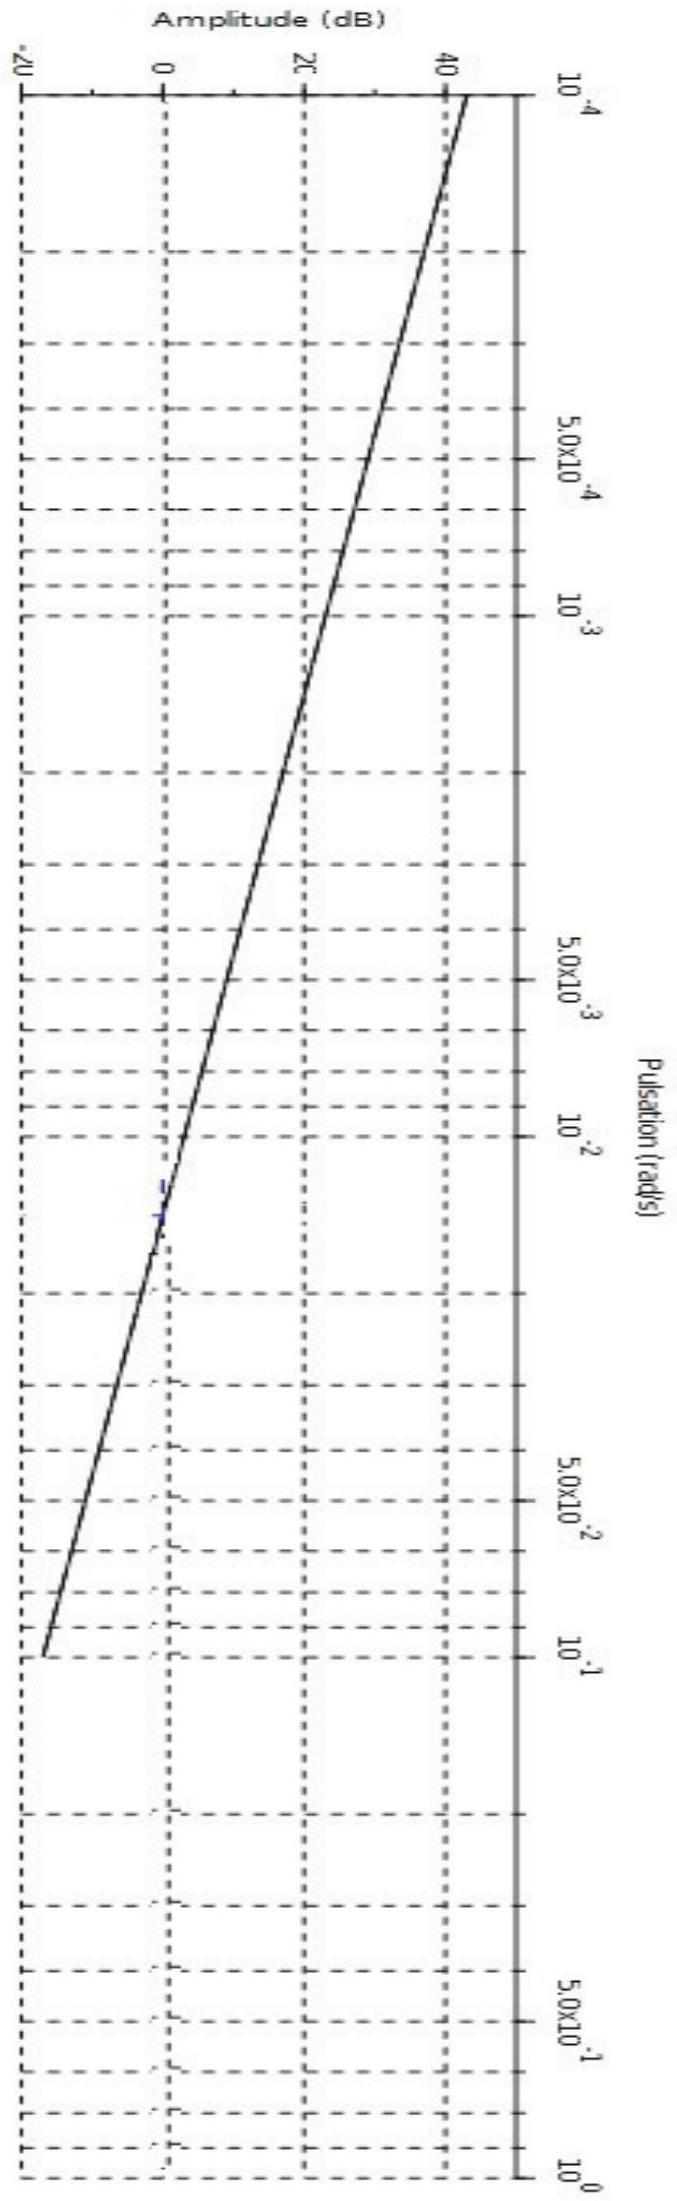 Amplitude (dB)
-20 0 20 40
10^-4
5.0x10^-4
10^-3
5.0x10^-3
10^-2
5.0x10^-2
10^-1
5.0x10^-1
10^0
Pulsation (rad/s)